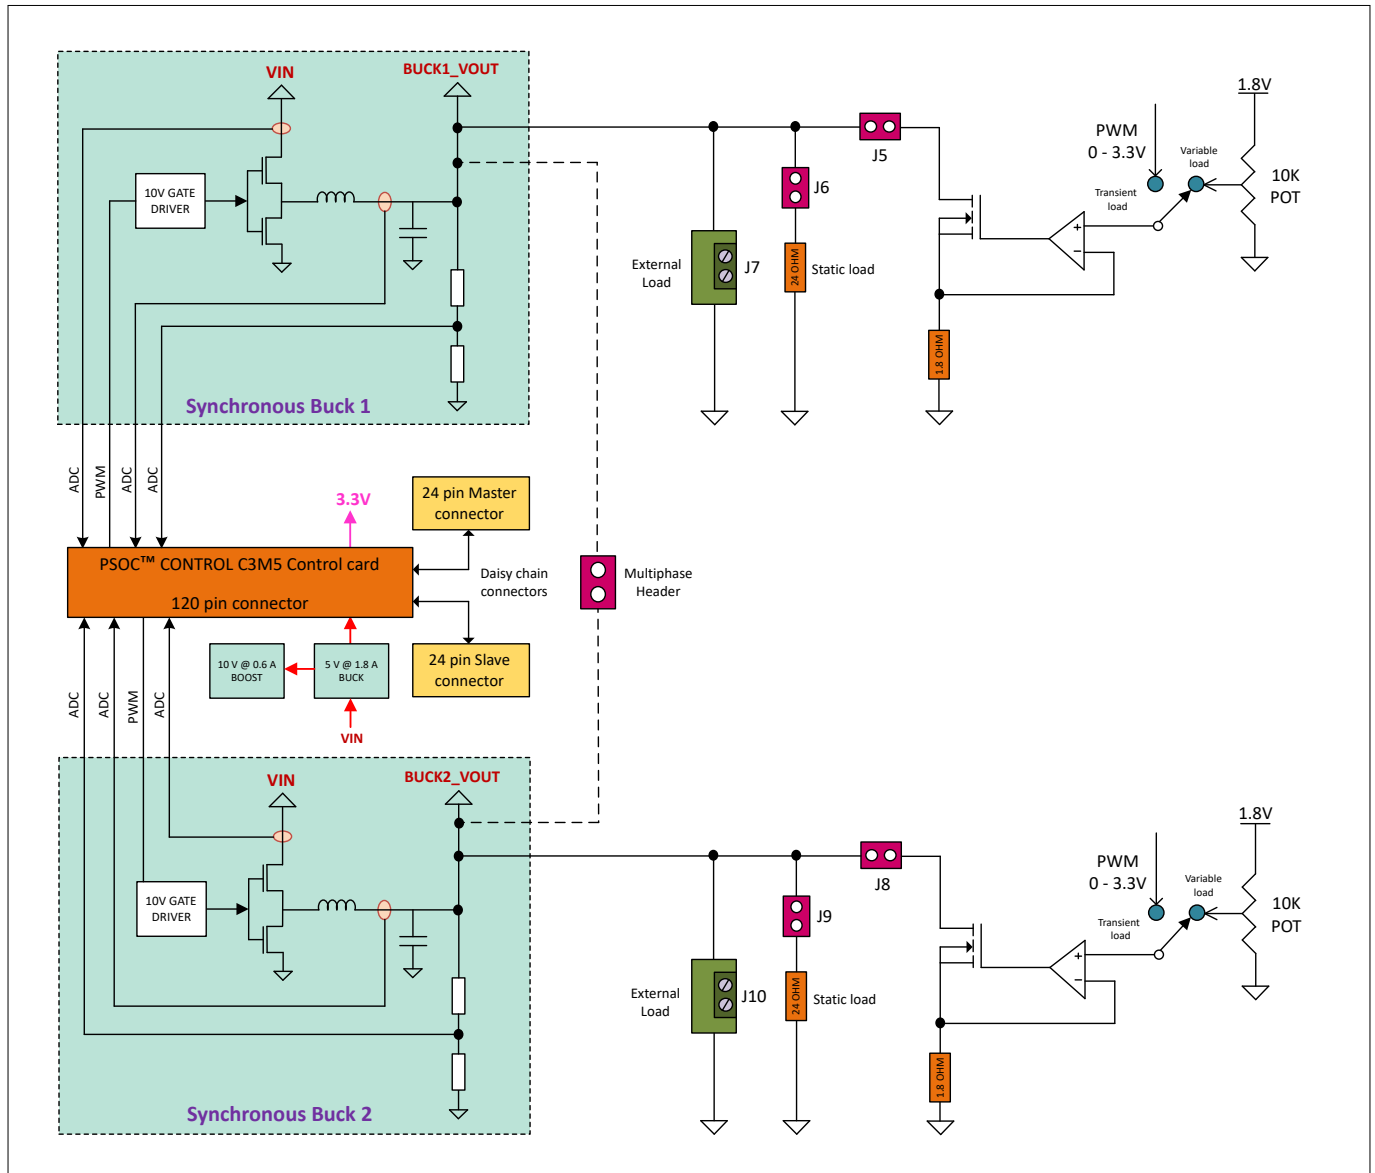 VIN
BUCK1_VOUT
10V GATE
DRIVER
Synchronous Buck 1
J5
J6
J7
External
Load
24 OHM
Static load
1.8 OHM
+
−
PWM
0 - 3.3V
Transient
load
Variable
load
1.8V
10K
POT
ADC
PWM
ADC
ADC
3.3V
24 pin Master
connector
PSOC™ CONTROL C3M5 Control card
120 pin connector
Daisy chain
connectors
Multiphase
Header
10 V @ 0.6 A
BOOST
5 V @ 1.8 A
BUCK
24 pin Slave
connector
VIN
ADC
ADC
PWM
ADC
VIN
BUCK2_VOUT
10V GATE
DRIVER
Synchronous Buck 2
J8
J9
J10
External
Load
24 OHM
Static load
1.8 OHM
+
−
PWM
0 - 3.3V
Transient
load
Variable
load
1.8V
10K
POT